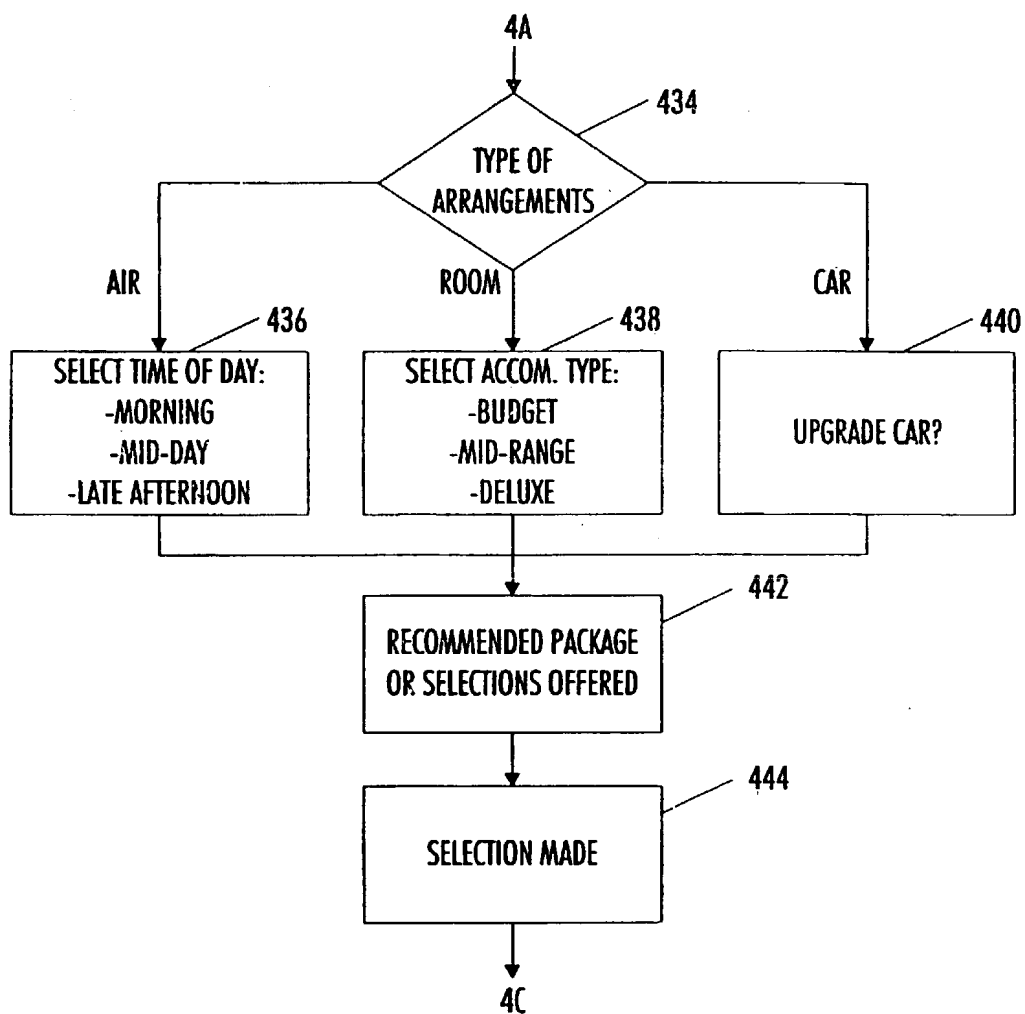 4A
434
TYPE OF
ARRANGEMENTS
AIR
ROOM
CAR
436
438
440
SELECT TIME OF DAY:
-MORNING
-MID-DAY
-LATE AFTERNOON
SELECT ACCOM. TYPE:
-BUDGET
-MID-RANGE
-DELUXE
UPGRADE CAR?
442
RECOMMENDED PACKAGE
OR SELECTIONS OFFERED
444
SELECTION MADE
4C